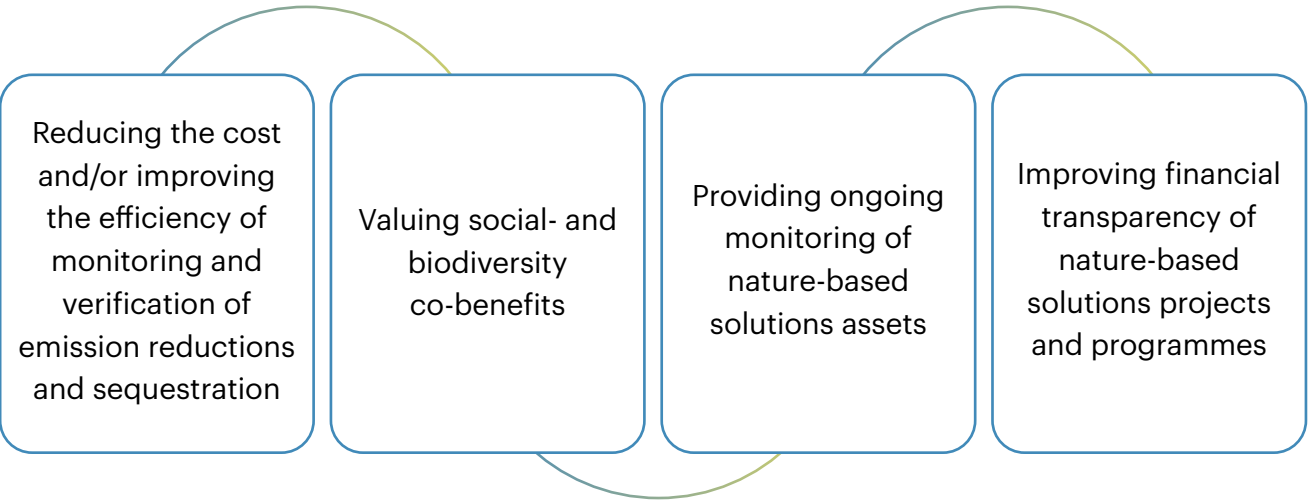 Reducing the cost
and/or improving
the efficiency of
monitoring and
verification of
emission reductions
and sequestration
Valuing social- and
biodiversity
co-benefits
Providing ongoing
monitoring of
nature-based
solutions assets
Improving financial
transparency of
nature-based
solutions projects
and programmes